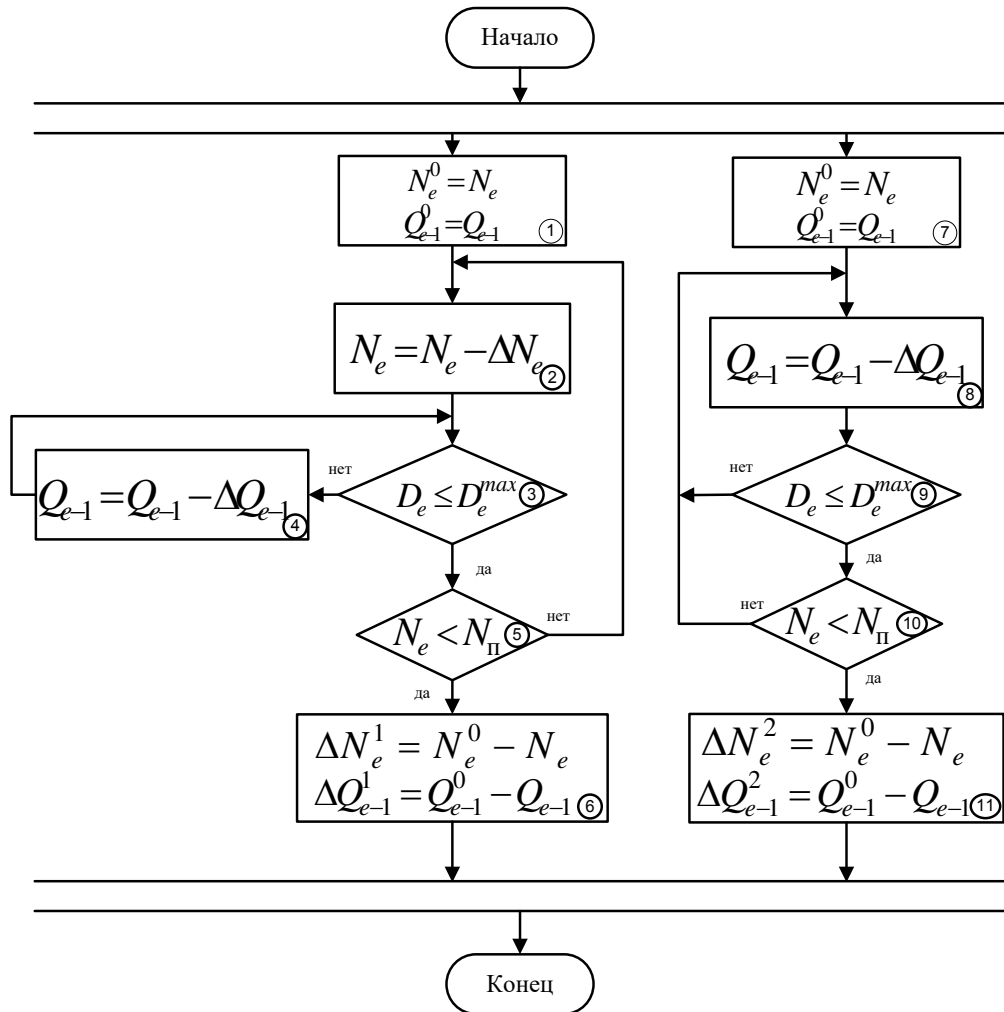 Начало
N_e^0 = N_e
Q_{e-1}^0 = Q_{e-1}
1
N_e = N_e - ΔN_e
2
нет
D_e ≤ D_e^{max}
3
Q_{e-1} = Q_{e-1} - ΔQ_{e-1}
4
да
N_e < N_п
5
нет
да
ΔN_e^1 = N_e^0 - N_e
ΔQ_{e-1}^1 = Q_{e-1}^0 - Q_{e-1}
6
N_e^0 = N_e
Q_{e-1}^0 = Q_{e-1}
7
Q_{e-1} = Q_{e-1} - ΔQ_{e-1}
8
нет
D_e ≤ D_e^{max}
9
да
нет
N_e < N_п
10
да
ΔN_e^2 = N_e^0 - N_e
ΔQ_{e-1}^2 = Q_{e-1}^0 - Q_{e-1}
11
Конец